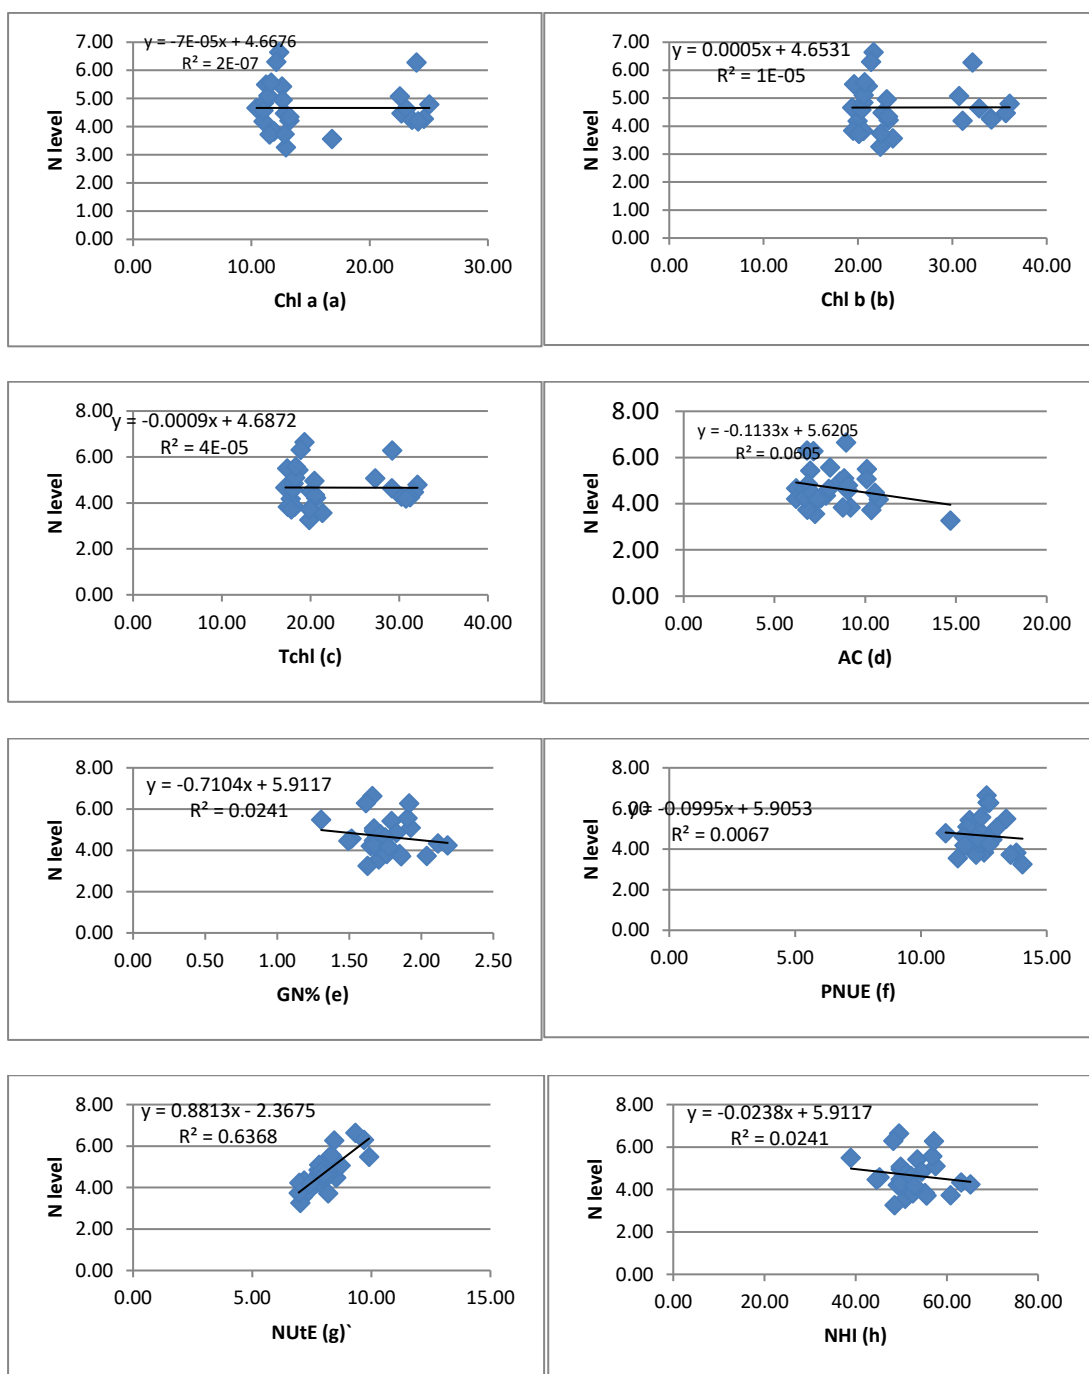 y = -7E-05x + 4.6676
R² = 2E-07
7.00
6.00
5.00
4.00
3.00
2.00
1.00
0.00
N level
0.00 10.00 20.00 30.00
Chl a (a)
y = 0.0005x + 4.6531
R² = 1E-05
7.00
6.00
5.00
4.00
3.00
2.00
1.00
0.00
N level
0.00 10.00 20.00 30.00 40.00
Chl b (b)
y = -0.0009x + 4.6872
R² = 4E-05
8.00
6.00
4.00
2.00
0.00
N level
0.00 10.00 20.00 30.00 40.00
Tchl (c)
y = -0.1133x + 5.6205
R² = 0.0605
8.00
6.00
4.00
2.00
0.00
N level
0.00 5.00 10.00 15.00 20.00
AC (d)
y = -0.7104x + 5.9117
R² = 0.0241
8.00
6.00
4.00
2.00
0.00
N level
0.00 0.50 1.00 1.50 2.00 2.50
GN% (e)
y = -0.0995x + 5.9053
R² = 0.0067
8.00
6.00
4.00
2.00
0.00
N level
0.00 5.00 10.00 15.00
PNUE (f)
y = 0.8813x - 2.3675
R² = 0.6368
8.00
6.00
4.00
2.00
0.00
N level
0.00 5.00 10.00 15.00
NUtE (g)`
y = -0.0238x + 5.9117
R² = 0.0241
8.00
6.00
4.00
2.00
0.00
N level
0.00 20.00 40.00 60.00 80.00
NHI (h)